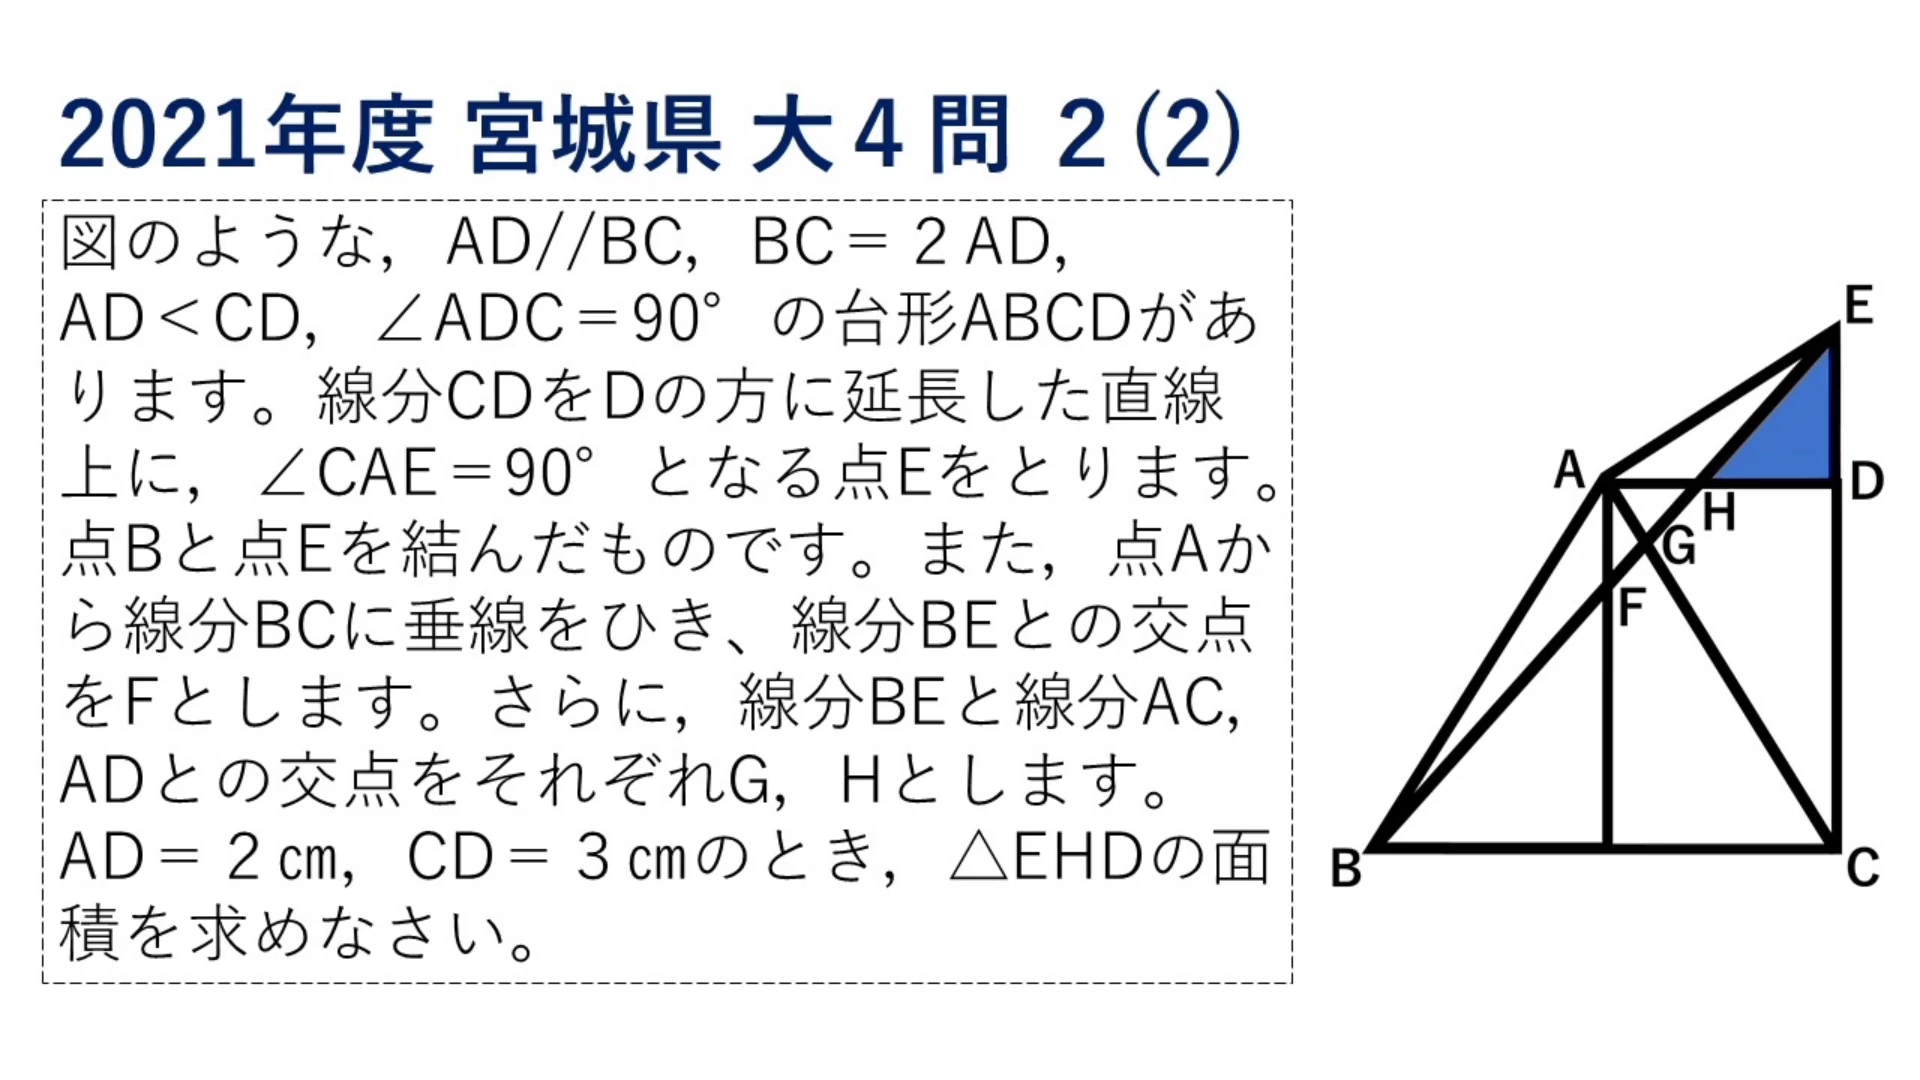 2021年度 宮城県 大４問 ２(2)
図のような，AD//BC，BC＝２AD，
AD＜CD，∠ADC＝90°の台形ABCDがあ
ります。線分CDをDの方に延長した直線
上に，∠CAE＝90°となる点Eをとります。
点Bと点Eを結んだものです。また，点Aか
ら線分BCに垂線をひき、線分BEとの交点
をFとします。さらに，線分BEと線分AC，
ADとの交点をそれぞれG，Hとします。
AD＝２㎝，CD＝３㎝のとき，△EHDの面
積を求めなさい。
E
A
D
H
G
F
B
C